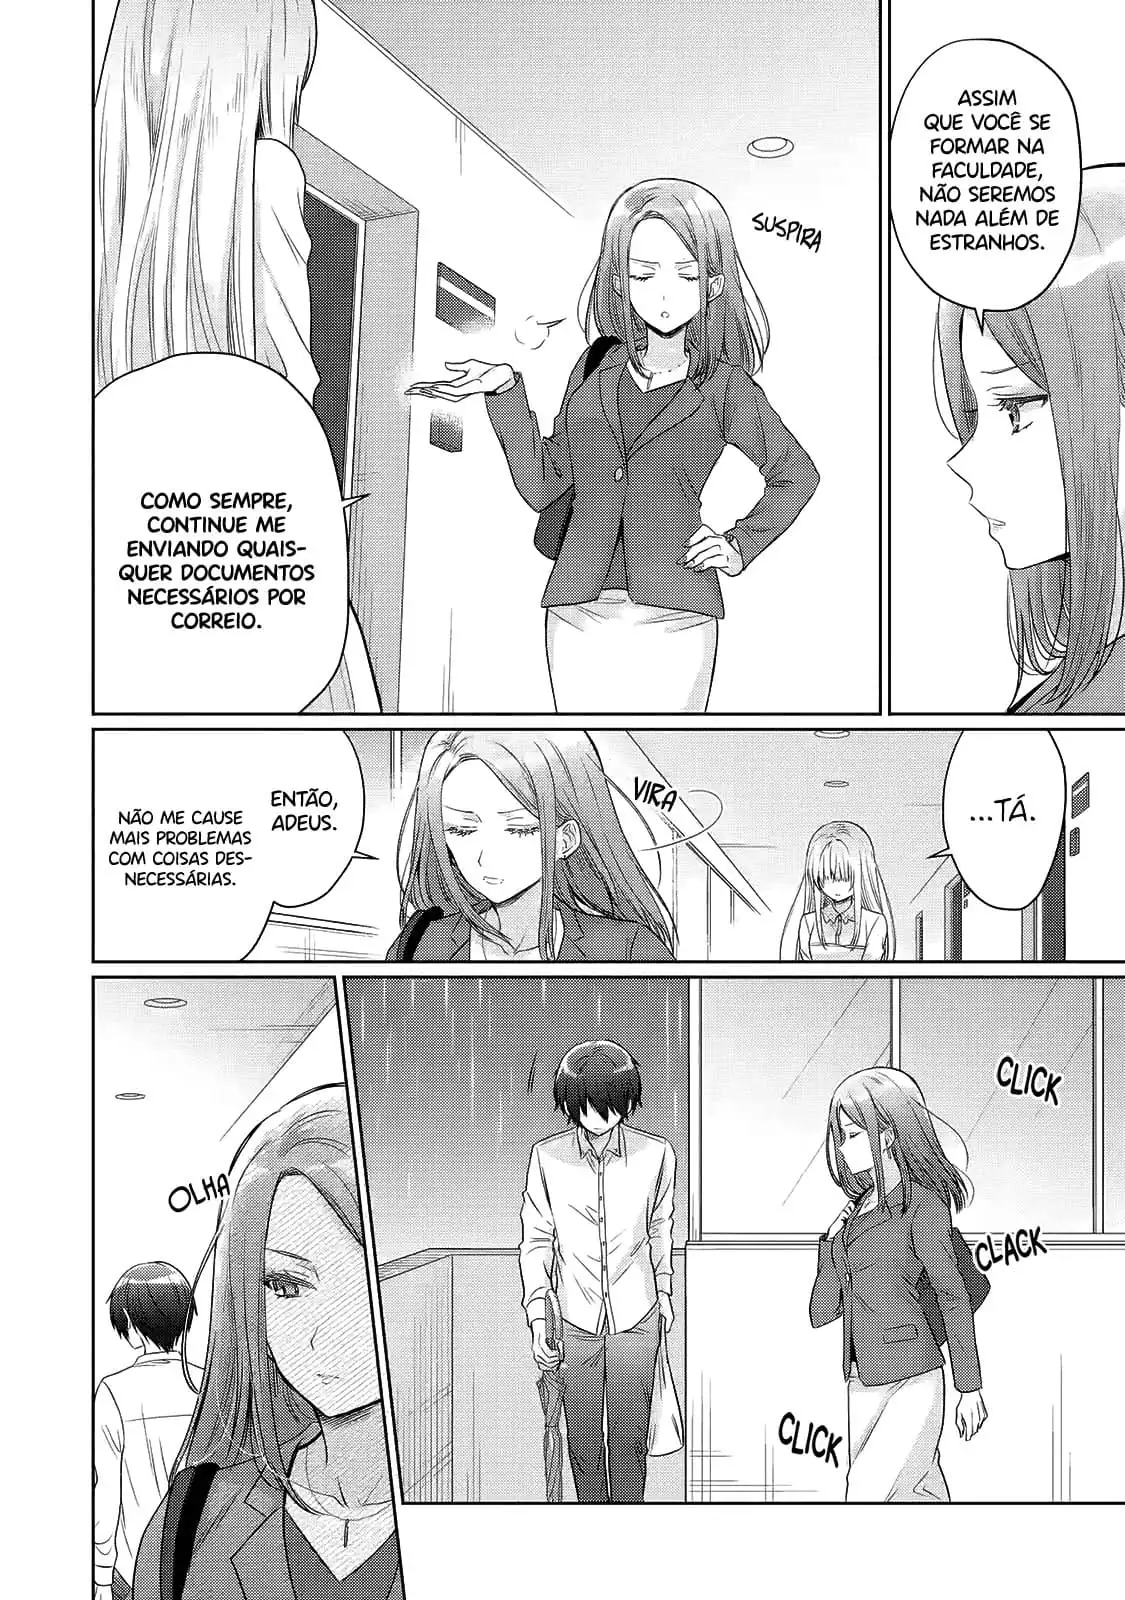 ASSIM
QUE VOCÊ SE
FORMAR NA
FACULDADE,
NÃO SEREMOS
NADA ALÉM DE
ESTRANHOS.
SUSPIRA
COMO SEMPRE,
CONTINUE ME
ENVIANDO QUAIS-
QUER DOCUMENTOS
NECESSÁRIOS POR
CORREIO.
...TÁ.
VIRA
ENTÃO,
ADEUS.
NÃO ME CAUSE
MAIS PROBLEMAS
COM COISAS DES-
NECESSÁRIAS.
CLICK
CLACK
CLICK
OLHA